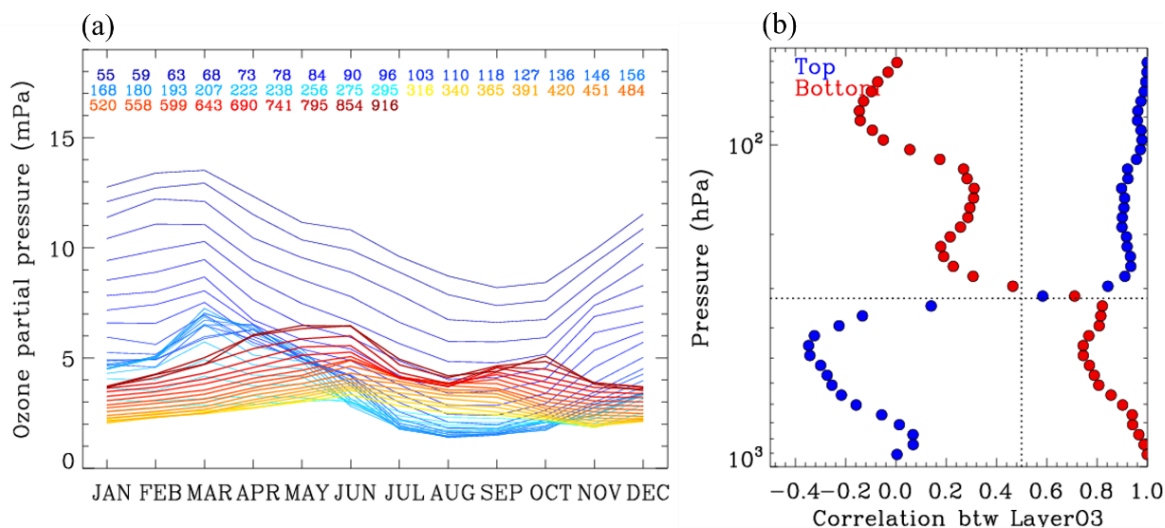 (a)
55 59 63 68 73 78 84 90 96 103 110 118 127 136 146 156
168 180 193 207 222 238 256 275 295 316 340 365 391 420 451 484
520 558 599 643 690 741 795 854 916
Ozone partial pressure (mPa)
15
10
5
0
JAN FEB MAR APR MAY JUN JUL AUG SEP OCT NOV DEC
(b)
Top
Bottom
Pressure (hPa)
10²
10³
-0.4 -0.2 0.0 0.2 0.4 0.6 0.8 1.0
Correlation btw LayerO3